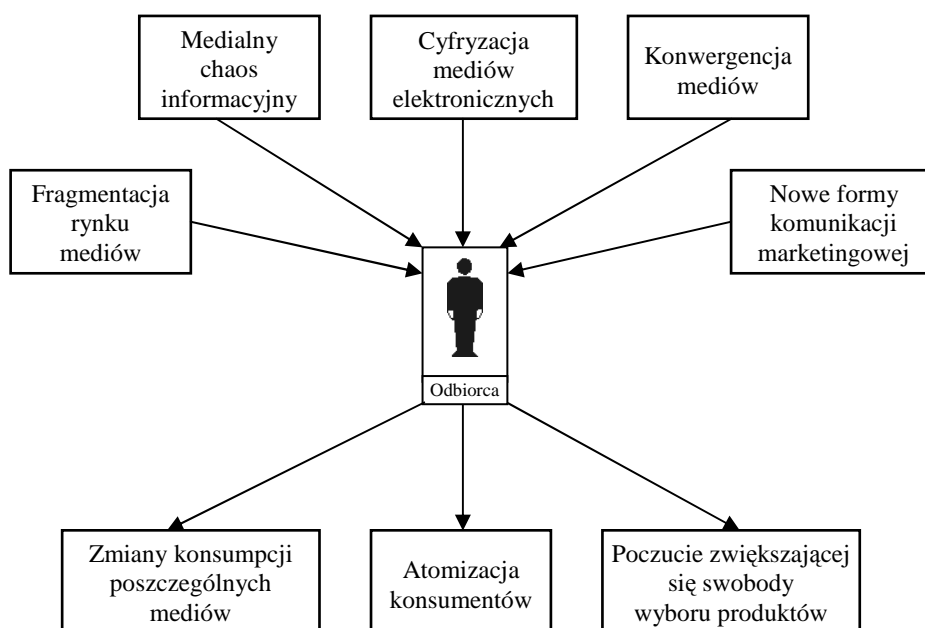 Medialny
chaos
informacyjny
Cyfryzacja
mediów
elektronicznych
Konwergencja
mediów
Fragmentacja
rynku
mediów
Nowe formy
komunikacji
marketingowej
Odbiorca
Zmiany konsumpcji
poszczególnych
mediów
Atomizacja
konsumentów
Poczucie zwiększającej
się swobody
wyboru produktów